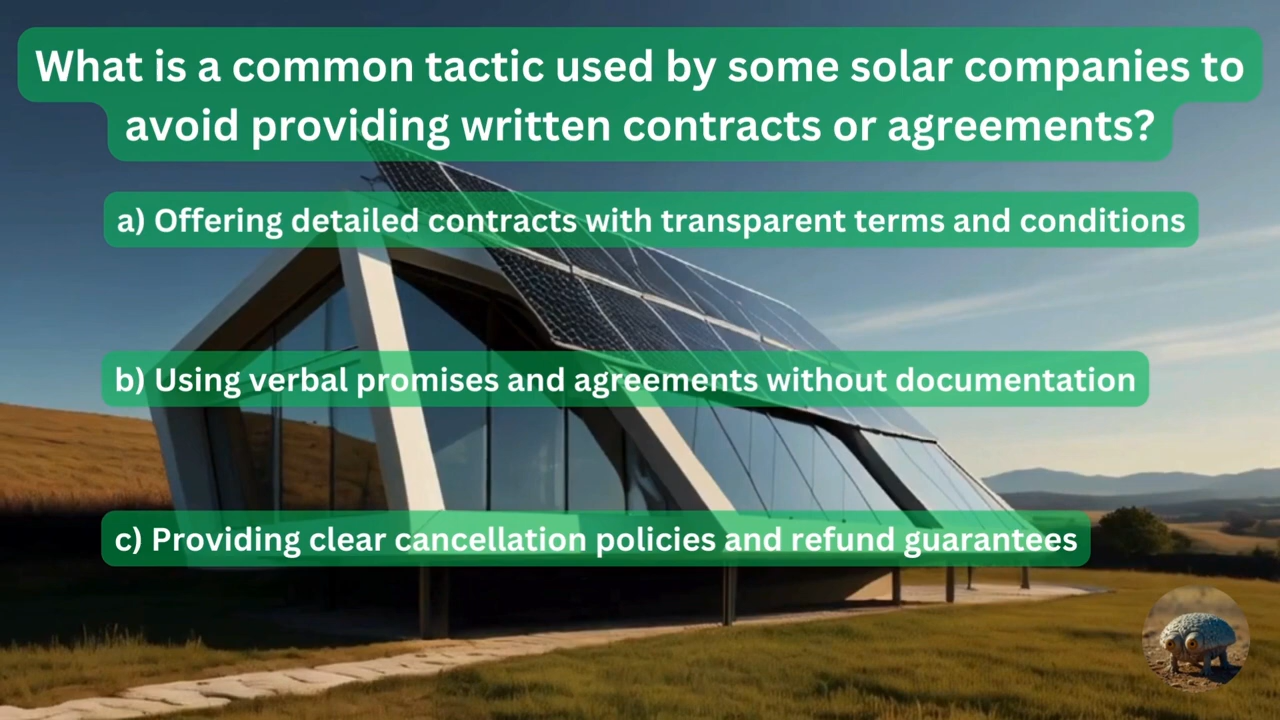 What is a common tactic used by some solar companies to
avoid providing written contracts or agreements?
a) Offering detailed contracts with transparent terms and conditions
b) Using verbal promises and agreements without documentation
c) Providing clear cancellation policies and refund guarantees